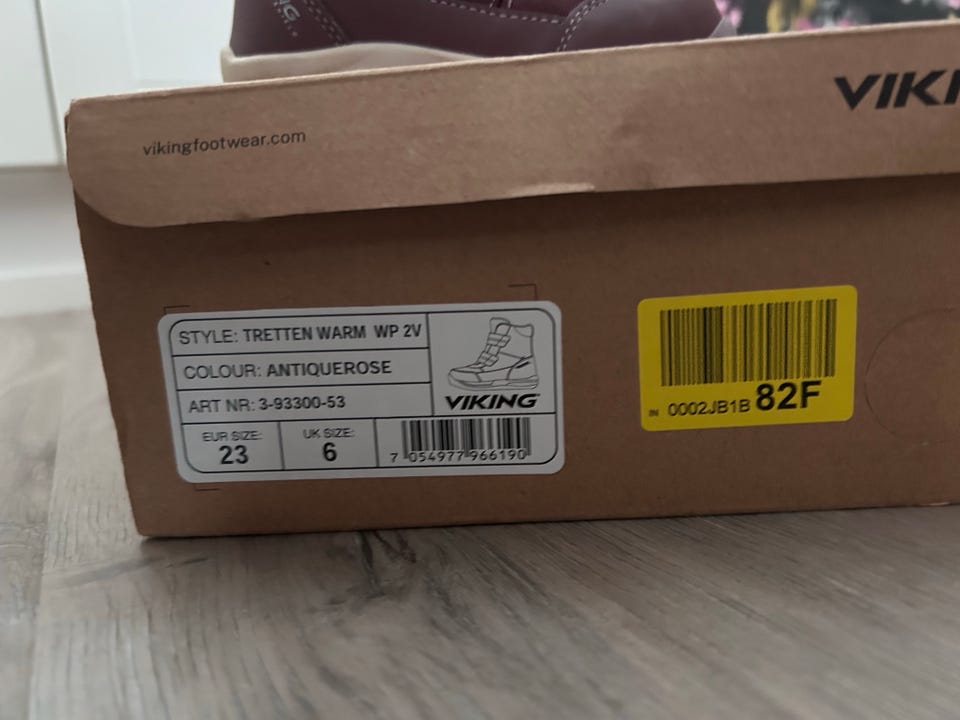 vikingfootwear.com
VIKI
STYLE: TRETTEN WARM WP 2V
COLOUR: ANTIQUEROSE
ART NR: 3-93300-53
VIKING
EUR SIZE:
23
UK SIZE:
6
7 054977 966190
IN 0002JB1B 82F